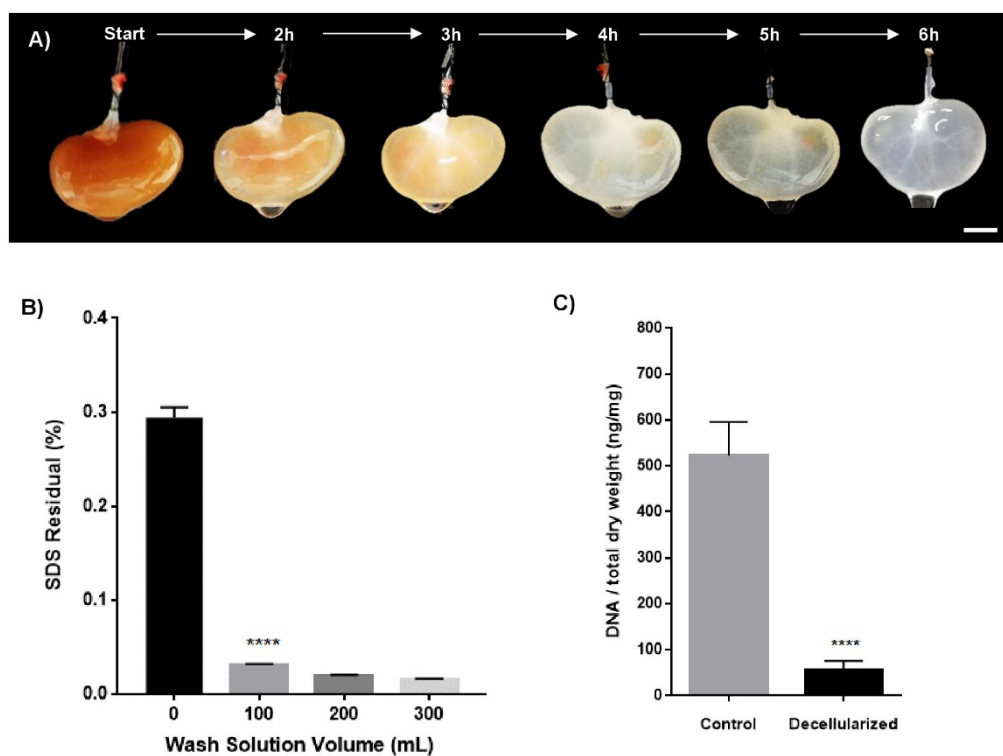 A)
Start 2h 3h 4h 5h 6h
B)
SDS Residual (%)
0.4
0.3
0.2
0.1
0.0
****
0 100 200 300
Wash Solution Volume (mL)
C)
DNA / total dry weight (ng/mg)
800
700
600
500
400
300
200
100
0
****
Control Decellularized